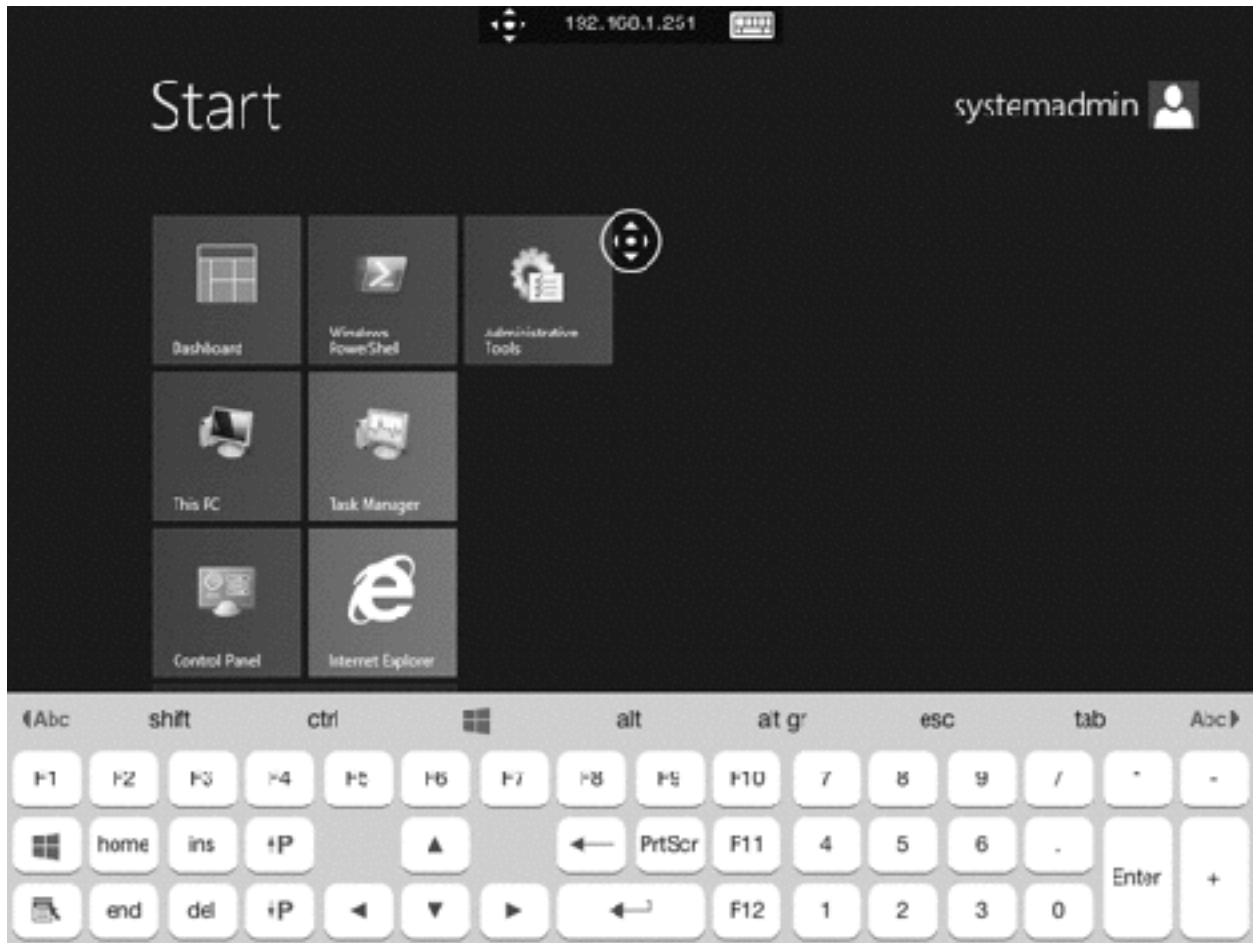 192.168.1.251
Start
systemadmin
Dashboard
Windows
PowerShell
Administrative
Tools
This PC
Task Manager
Control Panel
Internet Explorer
Abc shift ctrl alt alt gr esc tab Abc
F1 F2 F3 F4 F5 F6 F7 F8 F9 F10 7 8 9 / -
home ins P PrtScr F11 4 5 6 . Enter +
end del P F12 1 2 3 0